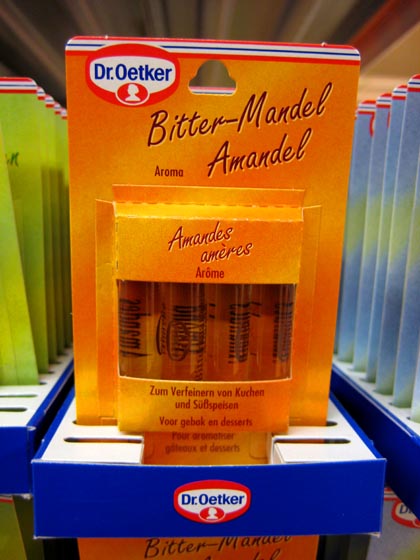 Dr.Oetker
Bitter-Mandel
Amandel
Aroma
Amandes
amères
Arôme
Zum Verfeinern von Kuchen
und Süßspeisen
Voor gebak en desserts
Pour aromatiser
gâteaux et desserts
Dr.Oetker
Bitter-Mandel